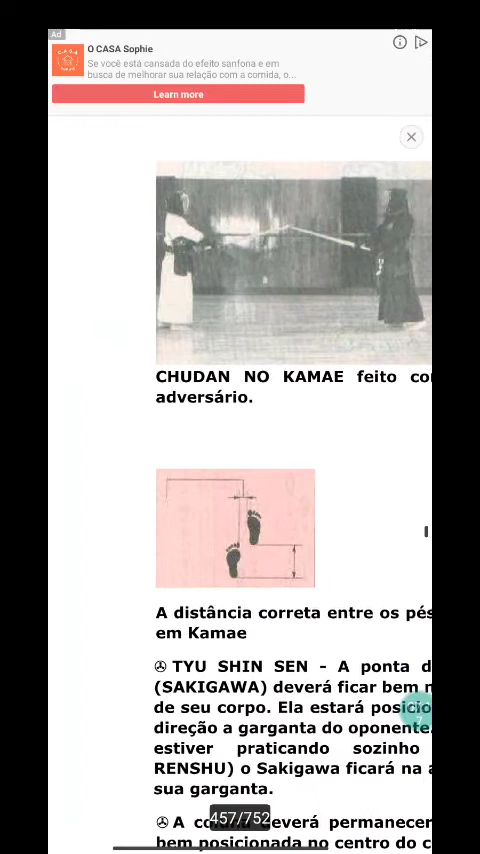 Ad
O CASA Sophie
Se você está cansada do efeito sanfona e em
busca de melhorar sua relação com a comida, o...
Learn more
CHUDAN NO KAMAE feito
adversário.
A distância correta entre os pés
em Kamae
TYU SHIN SEN - A ponta
(SAKIGAWA) deverá ficar bem
de seu corpo. Ela estará
direção a garganta do oponente.
estiver praticando sozinho
RENSHU) o Sakigawa ficará na
sua garganta.
457/752
A deverá permanecer
bem posicionada no centro do